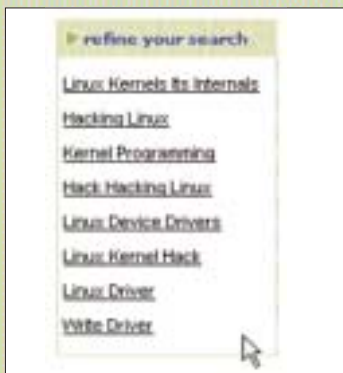 refine your search
Linux Kernels Its Internals
Hacking Linux
Kernel Programming
Hack Hacking Linux
Linux Device Drivers
Linux Kernel Hack
Linux Driver
Write Driver